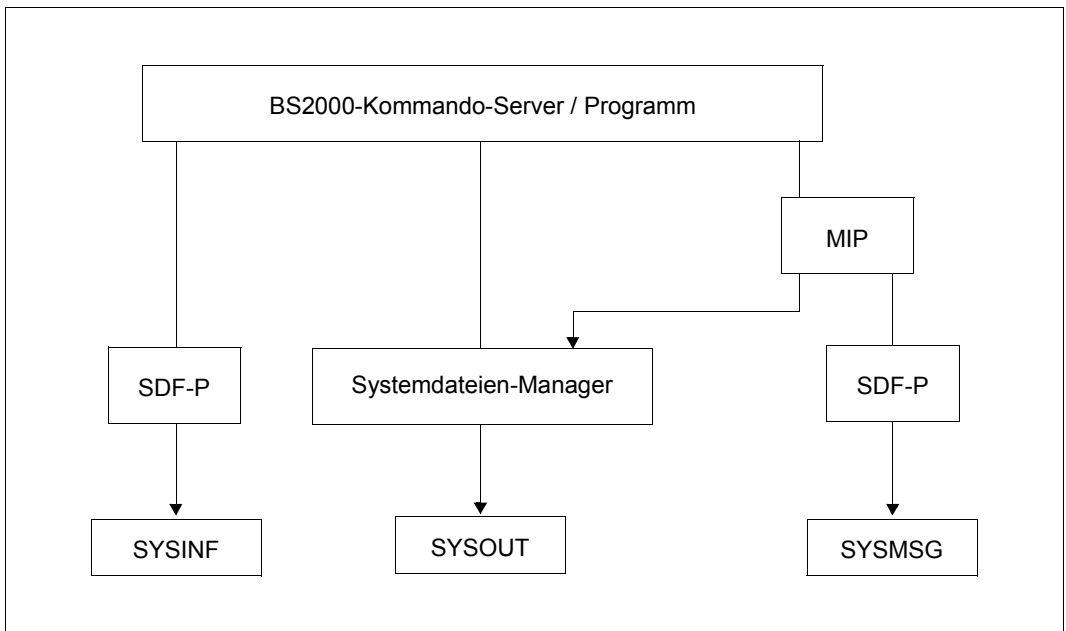 BS2000-Kommando-Server / Programm
MIP
SDF-P
Systemdateien-Manager
SDF-P
SYSINF
SYSOUT
SYSMSG